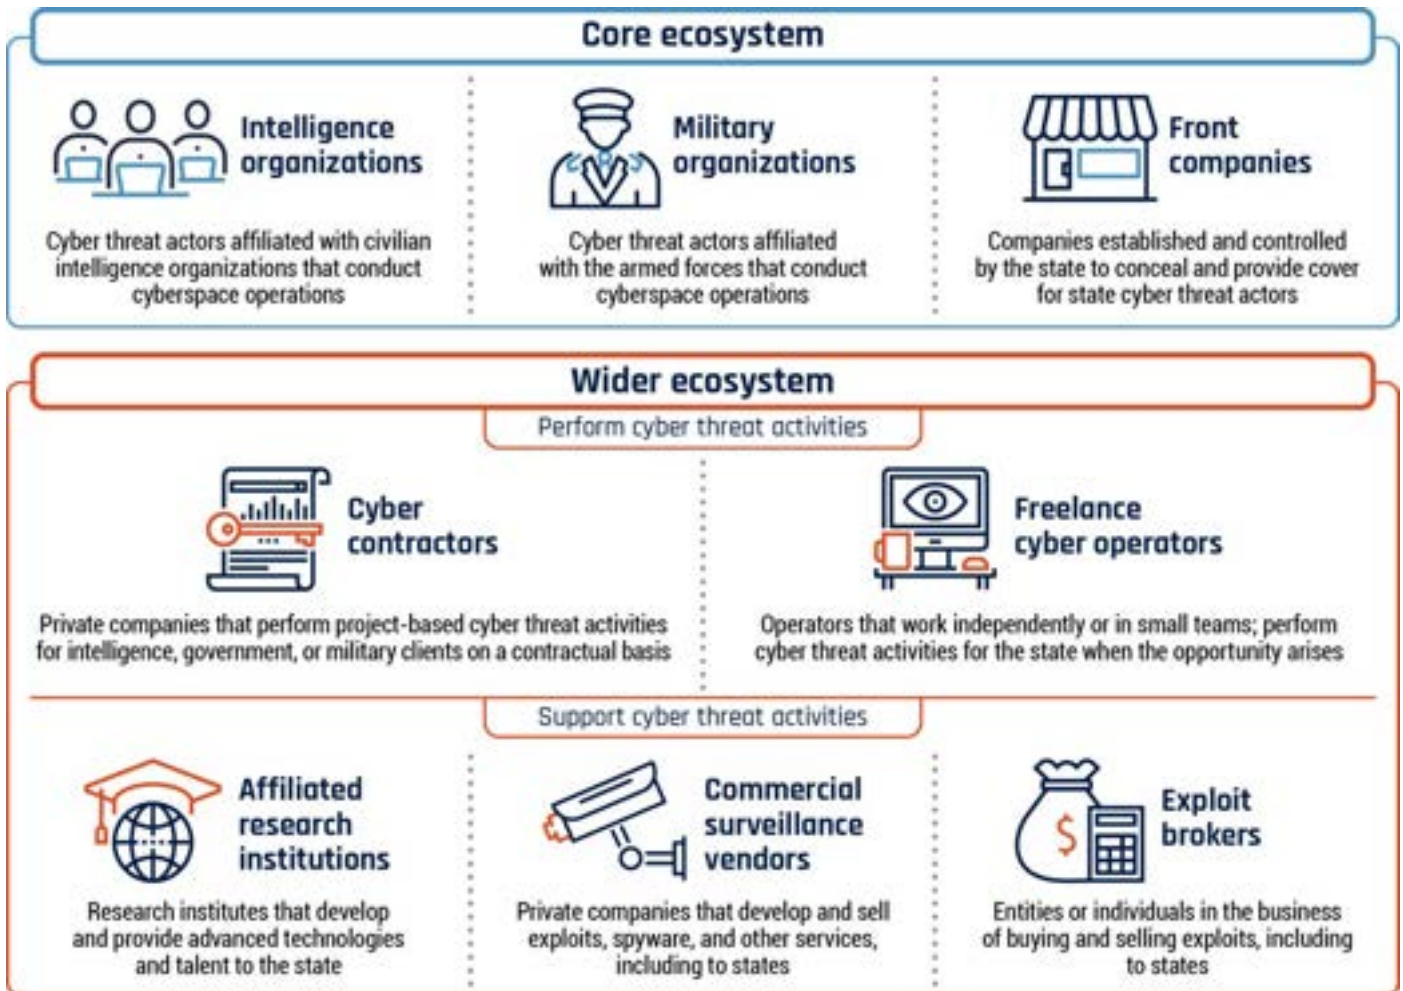 Core ecosystem
Intelligence
organizations
Cyber threat actors affiliated with civilian
intelligence organizations that conduct
cyberspace operations
Military
organizations
Cyber threat actors affiliated
with the armed forces that conduct
cyberspace operations
Front
companies
Companies established and controlled
by the state to conceal and provide cover
for state cyber threat actors
Wider ecosystem
Perform cyber threat activities
Cyber
contractors
Private companies that perform project-based cyber threat activities
for intelligence, government, or military clients on a contractual basis
Freelance
cyber operators
Operators that work independently or in small teams; perform
cyber threat activities for the state when the opportunity arises
Support cyber threat activities
Affiliated
research
institutions
Research institutes that develop
and provide advanced technologies
and talent to the state
Commercial
surveillance
vendors
Private companies that develop and sell
exploits, spyware, and other services,
including to states
$
Exploit
brokers
Entities or individuals in the business
of buying and selling exploits, including
to states